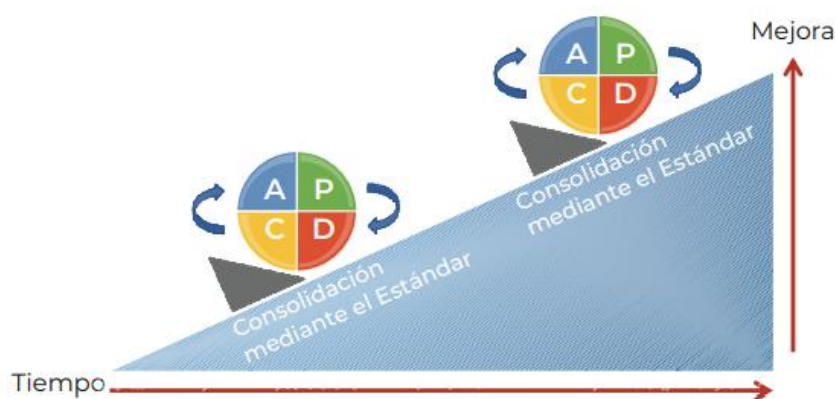 Mejora
A P
C D
Consolidación
mediante el Estándar
A P
C D
Consolidación
mediante el Estándar
Tiempo